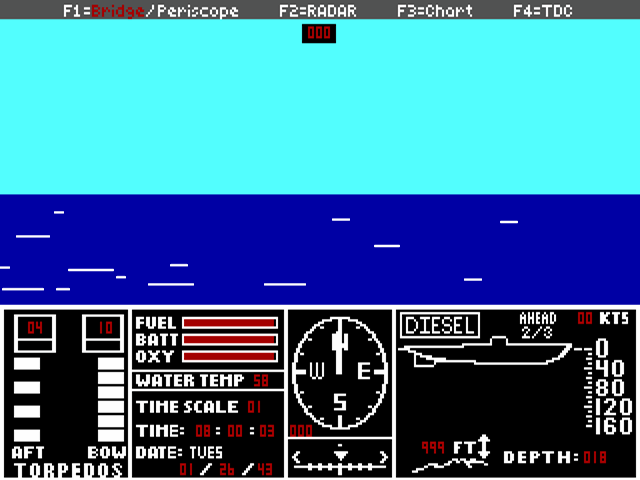 F1=Bridge/Periscope F2=RADAR F3=Chart F4=TDC
000
04 10
AFT BOW
TORPEDOS
FUEL
BATT
OXY
WATER TEMP 58
TIME SCALE 01
TIME: 08:00:03
DATE: TUES
01 / 26 / 43
N
W E
S
000
DIESEL AHEAD 2/3 00 KTS
0
40
80
120
160
999 FT
DEPTH: 018